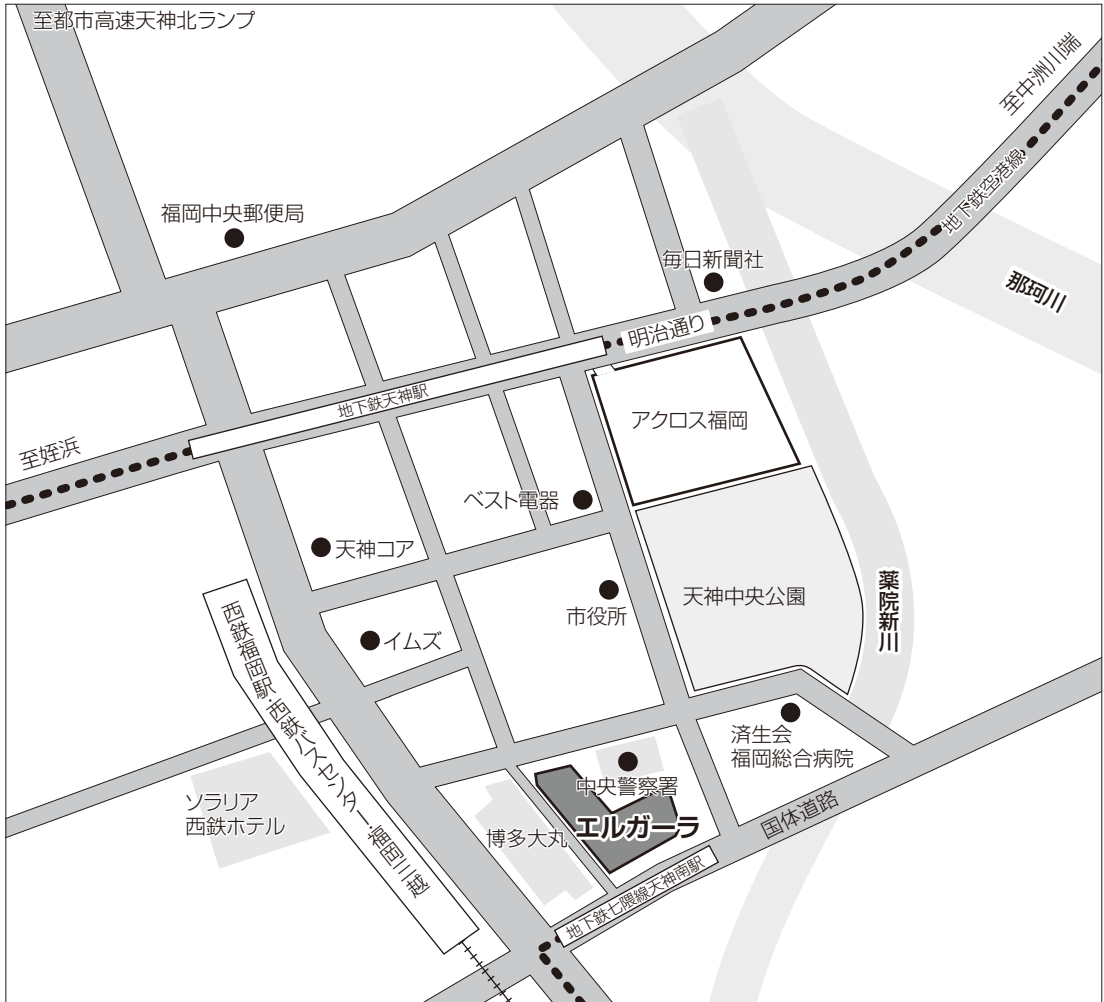 至都市高速天神北ランプ
至中洲川端
地下鉄空港線
福岡中央郵便局
毎日新聞社
那珂川
明治通り
地下鉄天神駅
アクロス福岡
至姪浜
ベスト電器
天神コア
天神中央公園
薬院新川
市役所
イムズ
西鉄福岡駅・西鉄バスセンター・福岡三越
済生会
福岡総合病院
中央警察署
ソラリア
西鉄ホテル
博多大丸
エルガーラ
国体道路
地下鉄七隈線天神南駅